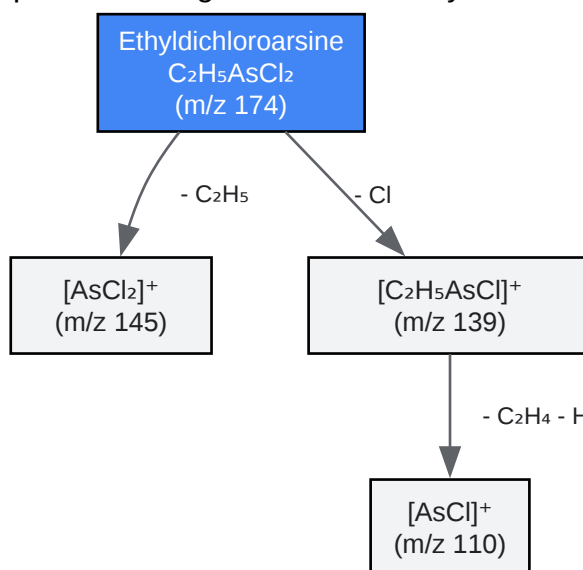 Ethyldichloroarsine
C₂H₅AsCl₂
(m/z 174)
- C₂H₅
- Cl
[AsCl₂]⁺
(m/z 145)
[C₂H₅AsCl]⁺
(m/z 139)
- C₂H₄ - H
[AsCl]⁺
(m/z 110)